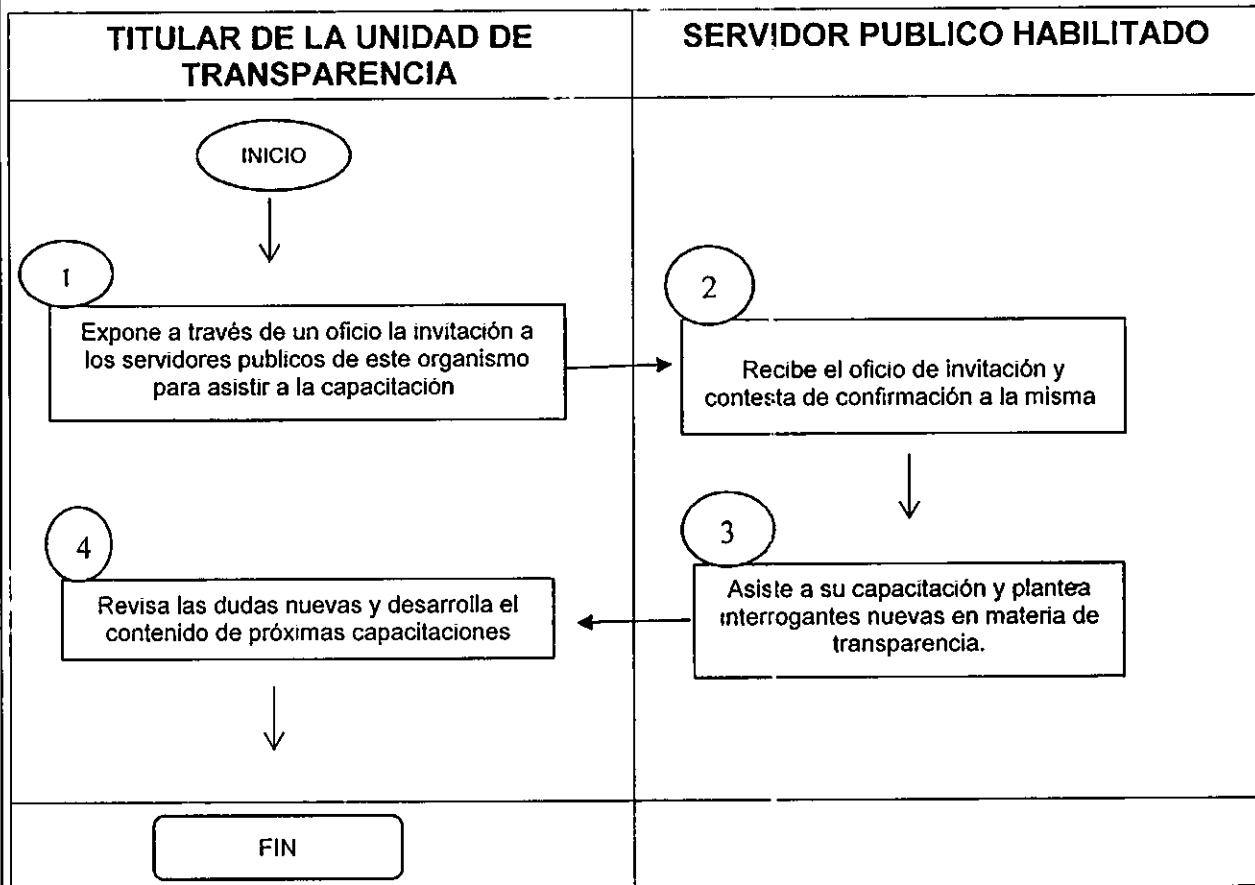 TITULAR DE LA UNIDAD DE
TRANSPARENCIA
SERVIDOR PUBLICO HABILITADO
INICIO
1
Expone a través de un oficio la invitación a
los servidores publicos de este organismo
para asistir a la capacitación
2
Recibe el oficio de invitación y
contesta de confirmación a la misma
3
Asiste a su capacitación y plantea
interrogantes nuevas en materia de
transparencia.
4
Revisa las dudas nuevas y desarrolla el
contenido de próximas capacitaciones
FIN